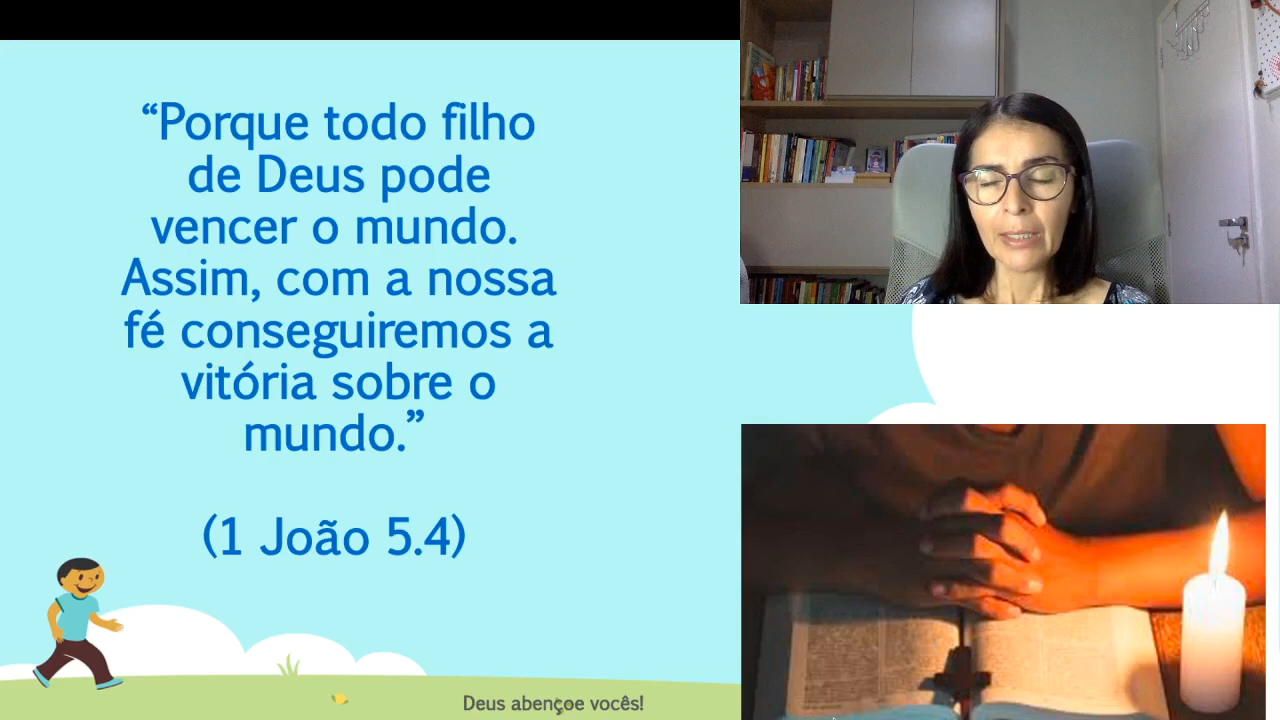 “Porque todo filho
de Deus pode
vencer o mundo.
Assim, com a nossa
fé conseguiremos a
vitória sobre o
mundo.”
(1 João 5.4)
Deus abençoe vocês!